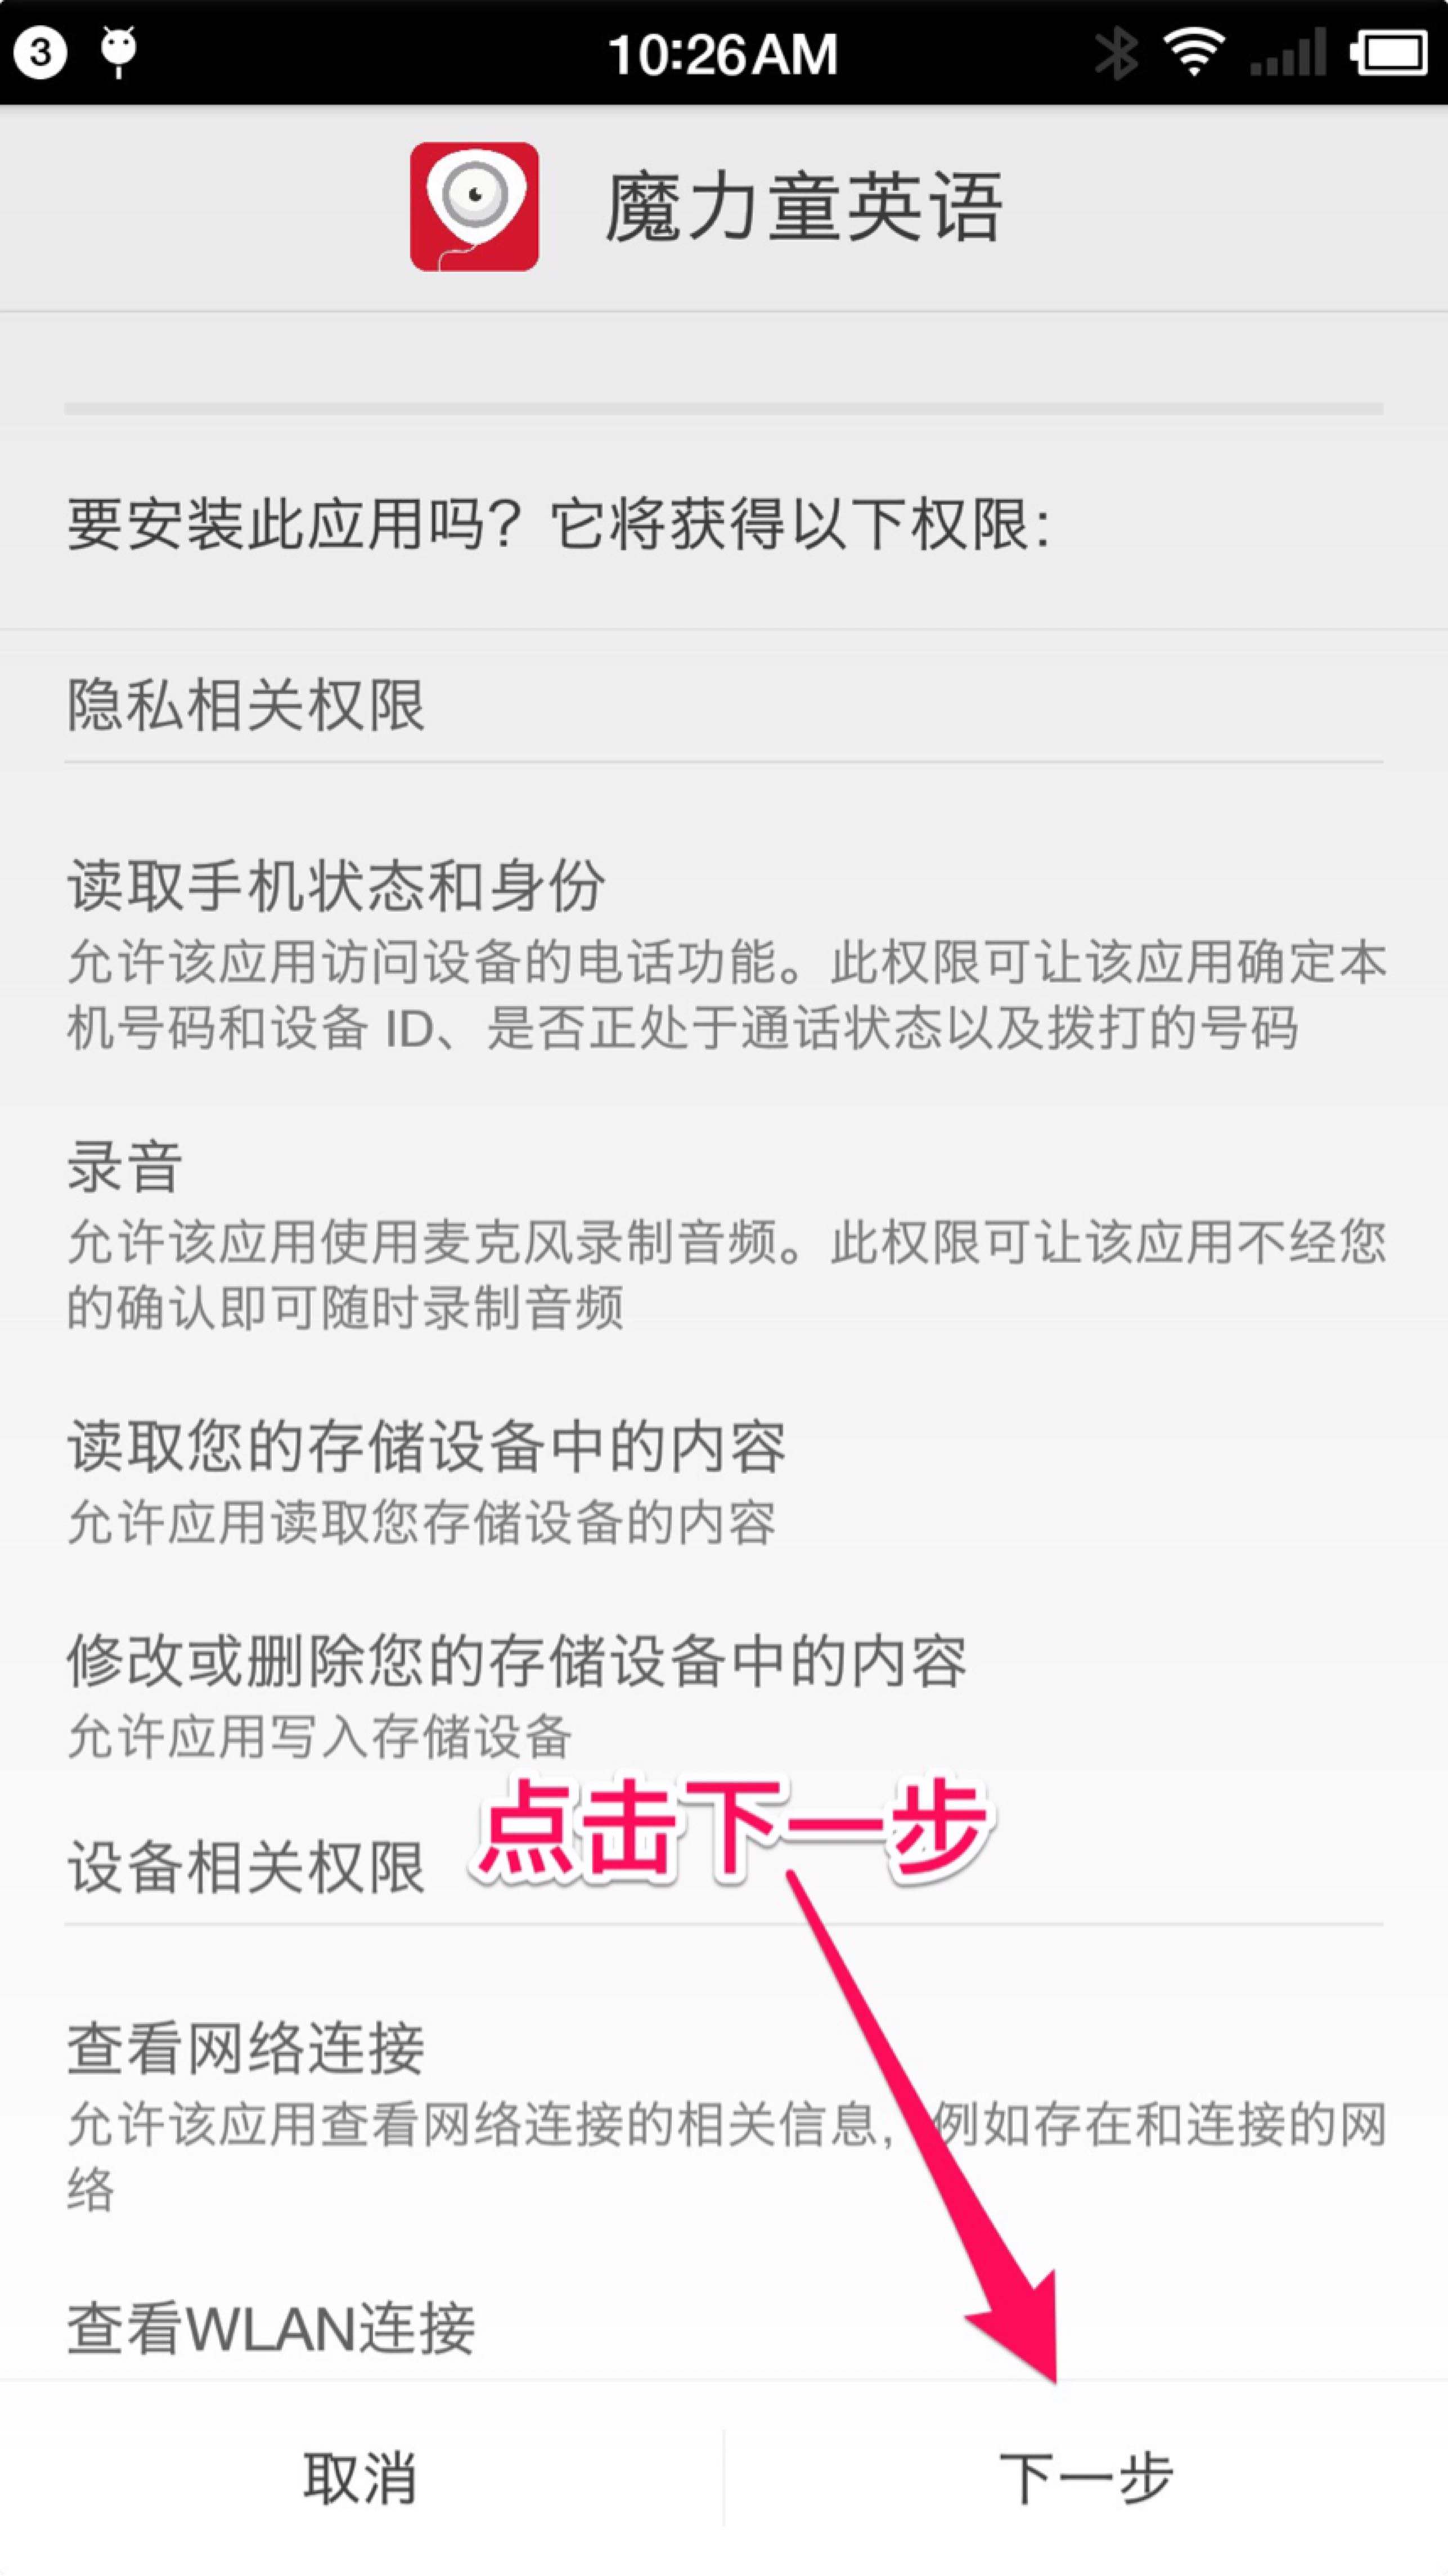 3
10:26AM
魔力童英语
要安装此应用吗？它将获得以下权限：
隐私相关权限
读取手机状态和身份
允许该应用访问设备的电话功能。此权限可让该应用确定本
机号码和设备 ID、是否正处于通话状态以及拨打的号码
录音
允许该应用使用麦克风录制音频。此权限可让该应用不经您
的确认即可随时录制音频
读取您的存储设备中的内容
允许应用读取您存储设备的内容
修改或删除您的存储设备中的内容
允许应用写入存储设备
点击下一步
设备相关权限
查看网络连接
允许该应用查看网络连接的相关信息，例如存在和连接的网
络
查看WLAN连接
取消
下一步